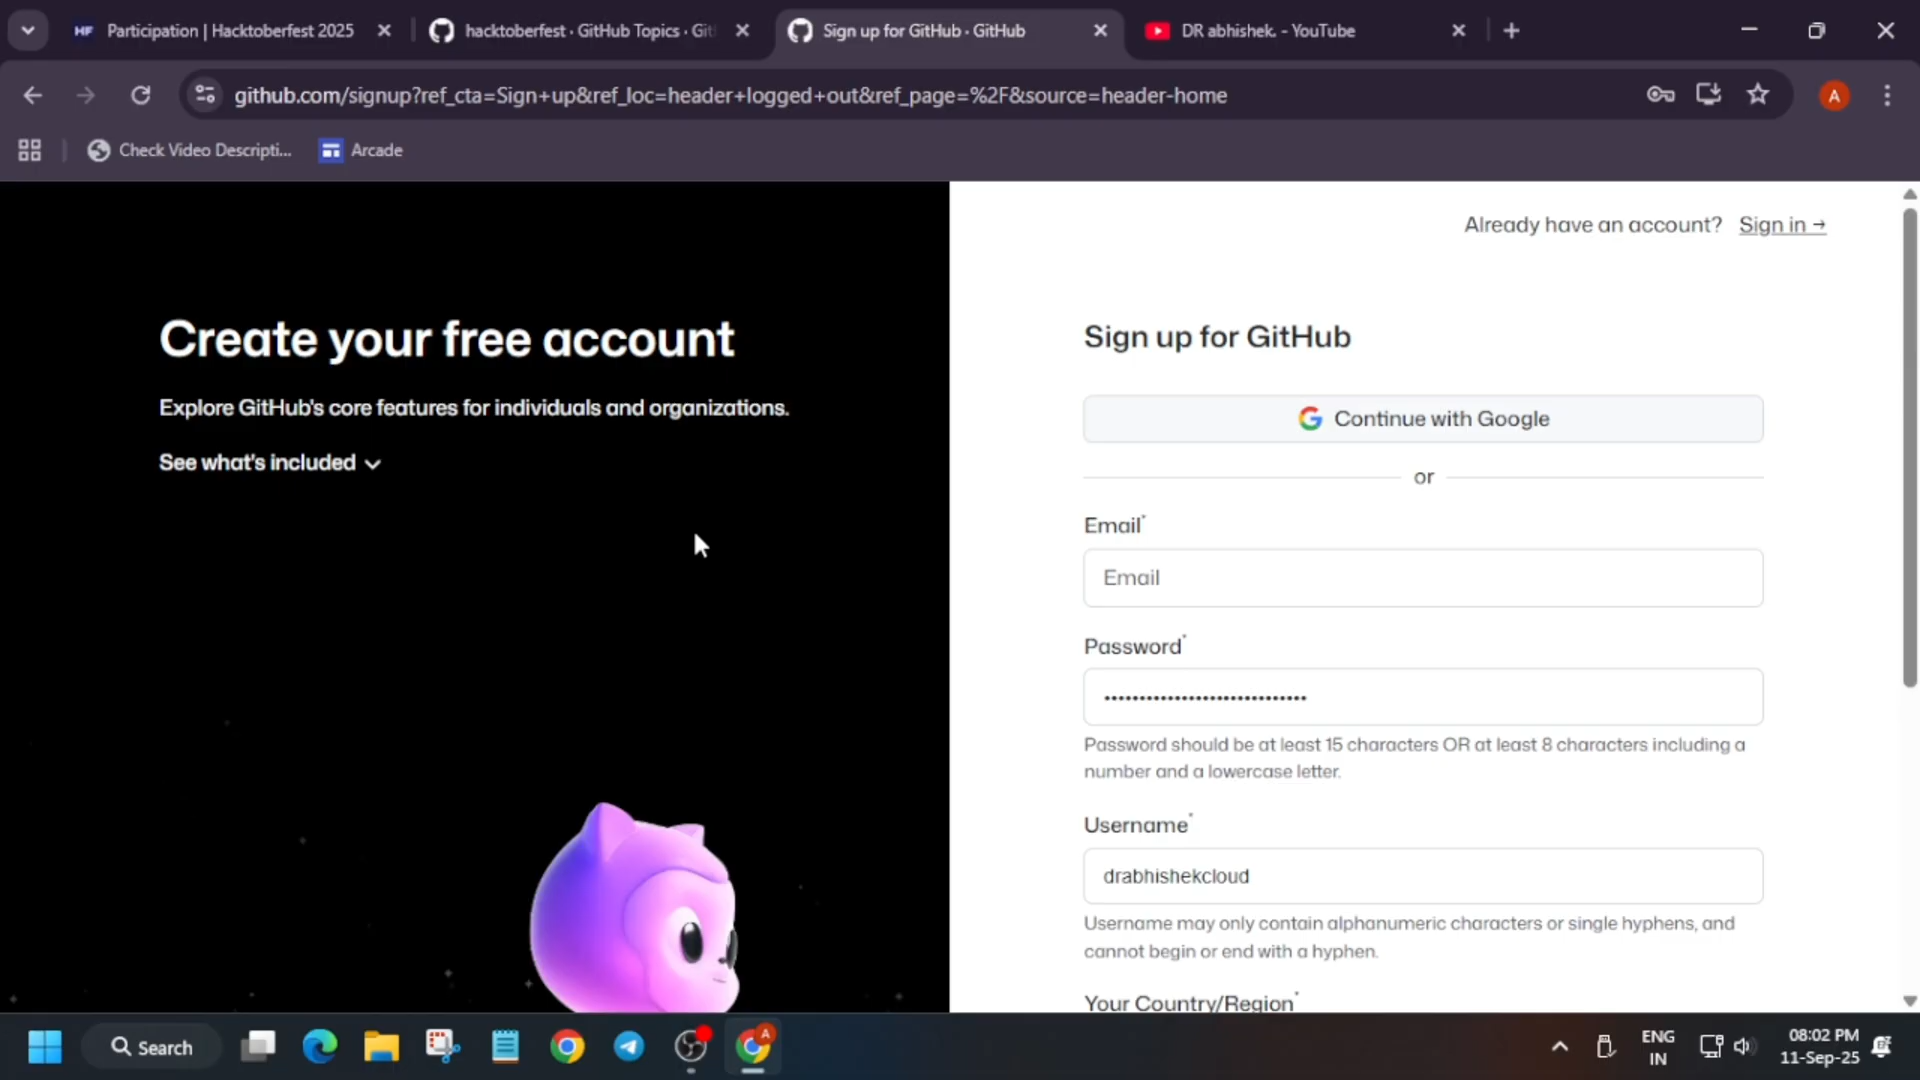 Participation | Hacktoberfest 2025
hacktoberfest · GitHub Topics · Git
Sign up for GitHub · GitHub
DR abhishek. - YouTube
github.com/signup?ref_cta=Sign+up&ref_loc=header+logged+out&ref_page=%2F&source=header-home
A
Check Video Descripti...
Arcade
Already have an account? Sign in →
Create your free account
Explore GitHub's core features for individuals and organizations.
See what's included
Sign up for GitHub
Continue with Google
or
Email*
Email
Password*
••••••••••••••••••••••••••••••
Password should be at least 15 characters OR at least 8 characters including a
number and a lowercase letter.
Username*
drabhishekcloud
Username may only contain alphanumeric characters or single hyphens, and
cannot begin or end with a hyphen.
Your Country/Region*
Search
A
ENG
IN
08:02 PM
11-Sep-25